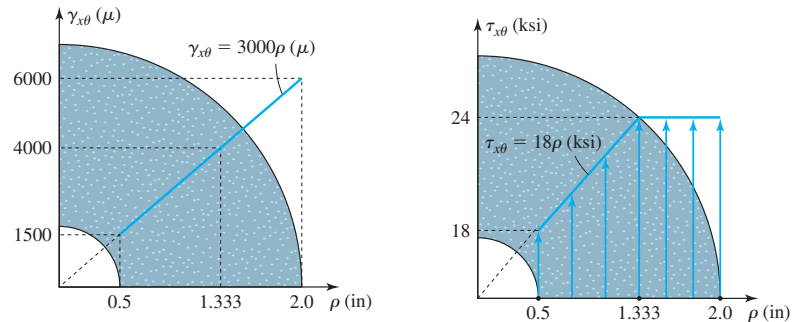 γxθ (μ)
γxθ = 3000ρ (μ)
6000
4000
1500
0.5
1.333
2.0
ρ (in)
τxθ (ksi)
24
τxθ = 18ρ (ksi)
18
0.5
1.333
2.0
ρ (in)